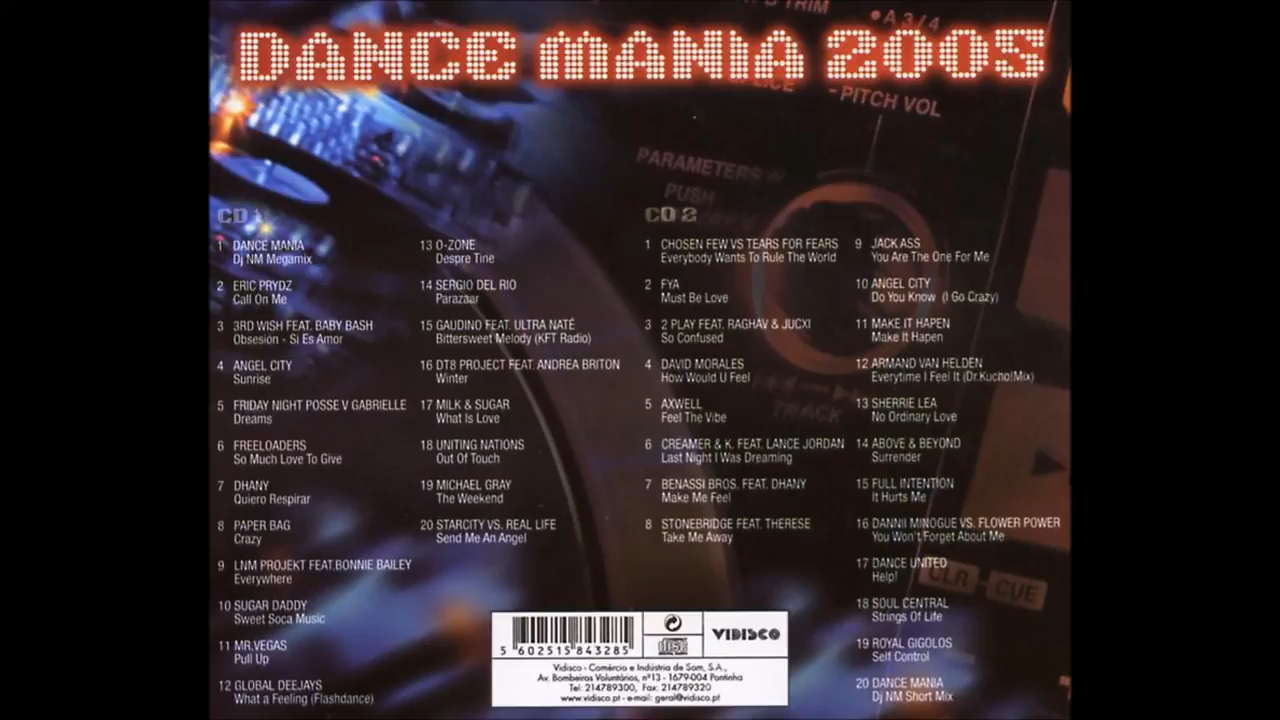 DANCE MANIA 2005
TRIM
A 3/4
PITCH VOL
PARAMETERS
PUSH
CD 1
1 DANCE MANIA
Dj NM Megamix
2 ERIC PRYDZ
Call On Me
3 3RD WISH FEAT. BABY BASH
Obsesión - Si Es Amor
4 ANGEL CITY
Sunrise
5 FRIDAY NIGHT POSSE V GABRIELLE
Dreams
6 FREELOADERS
So Much Love To Give
7 DHANY
Quiero Respirar
8 PAPER BAG
Crazy
9 LNM PROJEKT FEAT.BONNIE BAILEY
Everywhere
10 SUGAR DADDY
Sweet Soca Music
11 MR.VEGAS
Pull Up
12 GLOBAL DEEJAYS
What a Feeling (Flashdance)
13 O-ZONE
Despre Tine
14 SERGIO DEL RIO
Parazaar
15 GAUDINO FEAT. ULTRA NATÉ
Bittersweet Melody (KFT Radio)
16 DT8 PROJECT FEAT. ANDREA BRITON
Winter
17 MILK & SUGAR
What Is Love
18 UNITING NATIONS
Out Of Touch
19 MICHAEL GRAY
The Weekend
20 STARCITY VS. REAL LIFE
Send Me An Angel
CD 2
1 CHOSEN FEW VS TEARS FOR FEARS
Everybody Wants To Rule The World
2 FYA
Must Be Love
3 2 PLAY FEAT. RAGHAV & JUCXI
So Confused
4 DAVID MORALES
How Would U Feel
5 AXWELL
Feel The Vibe
6 CREAMER & K. FEAT. LANCE JORDAN
Last Night I Was Dreaming
7 BENASSI BROS. FEAT. DHANY
Make Me Feel
8 STONEBRIDGE FEAT. THERESE
Take Me Away
9 JACK ASS
You Are The One For Me
10 ANGEL CITY
Do You Know (I Go Crazy)
11 MAKE IT HAPEN
Make It Hapen
12 ARMAND VAN HELDEN
Everytime I Feel It (Dr.Kucho!Mix)
13 SHERRIE LEA
No Ordinary Love
14 ABOVE & BEYOND
Surrender
15 FULL INTENTION
It Hurts Me
16 DANNII MINOGUE VS. FLOWER POWER
You Won't Forget About Me
17 DANCE UNITED
Help!
18 SOUL CENTRAL
Strings Of Life
19 ROYAL GIGOLOS
Self Control
20 DANCE MANIA
Dj NM Short Mix
TRACK
CLR - CUE
5 602515 843285
VIDISCO
Vidisco - Comércio e Indústria de Som, S.A.,
Av. Bombeiros Voluntários, nº13 - 1679-004 Pontinha
Tel: 214789300, Fax: 214789320
www.vidisco.pt - e-mail: geral@vidisco.pt